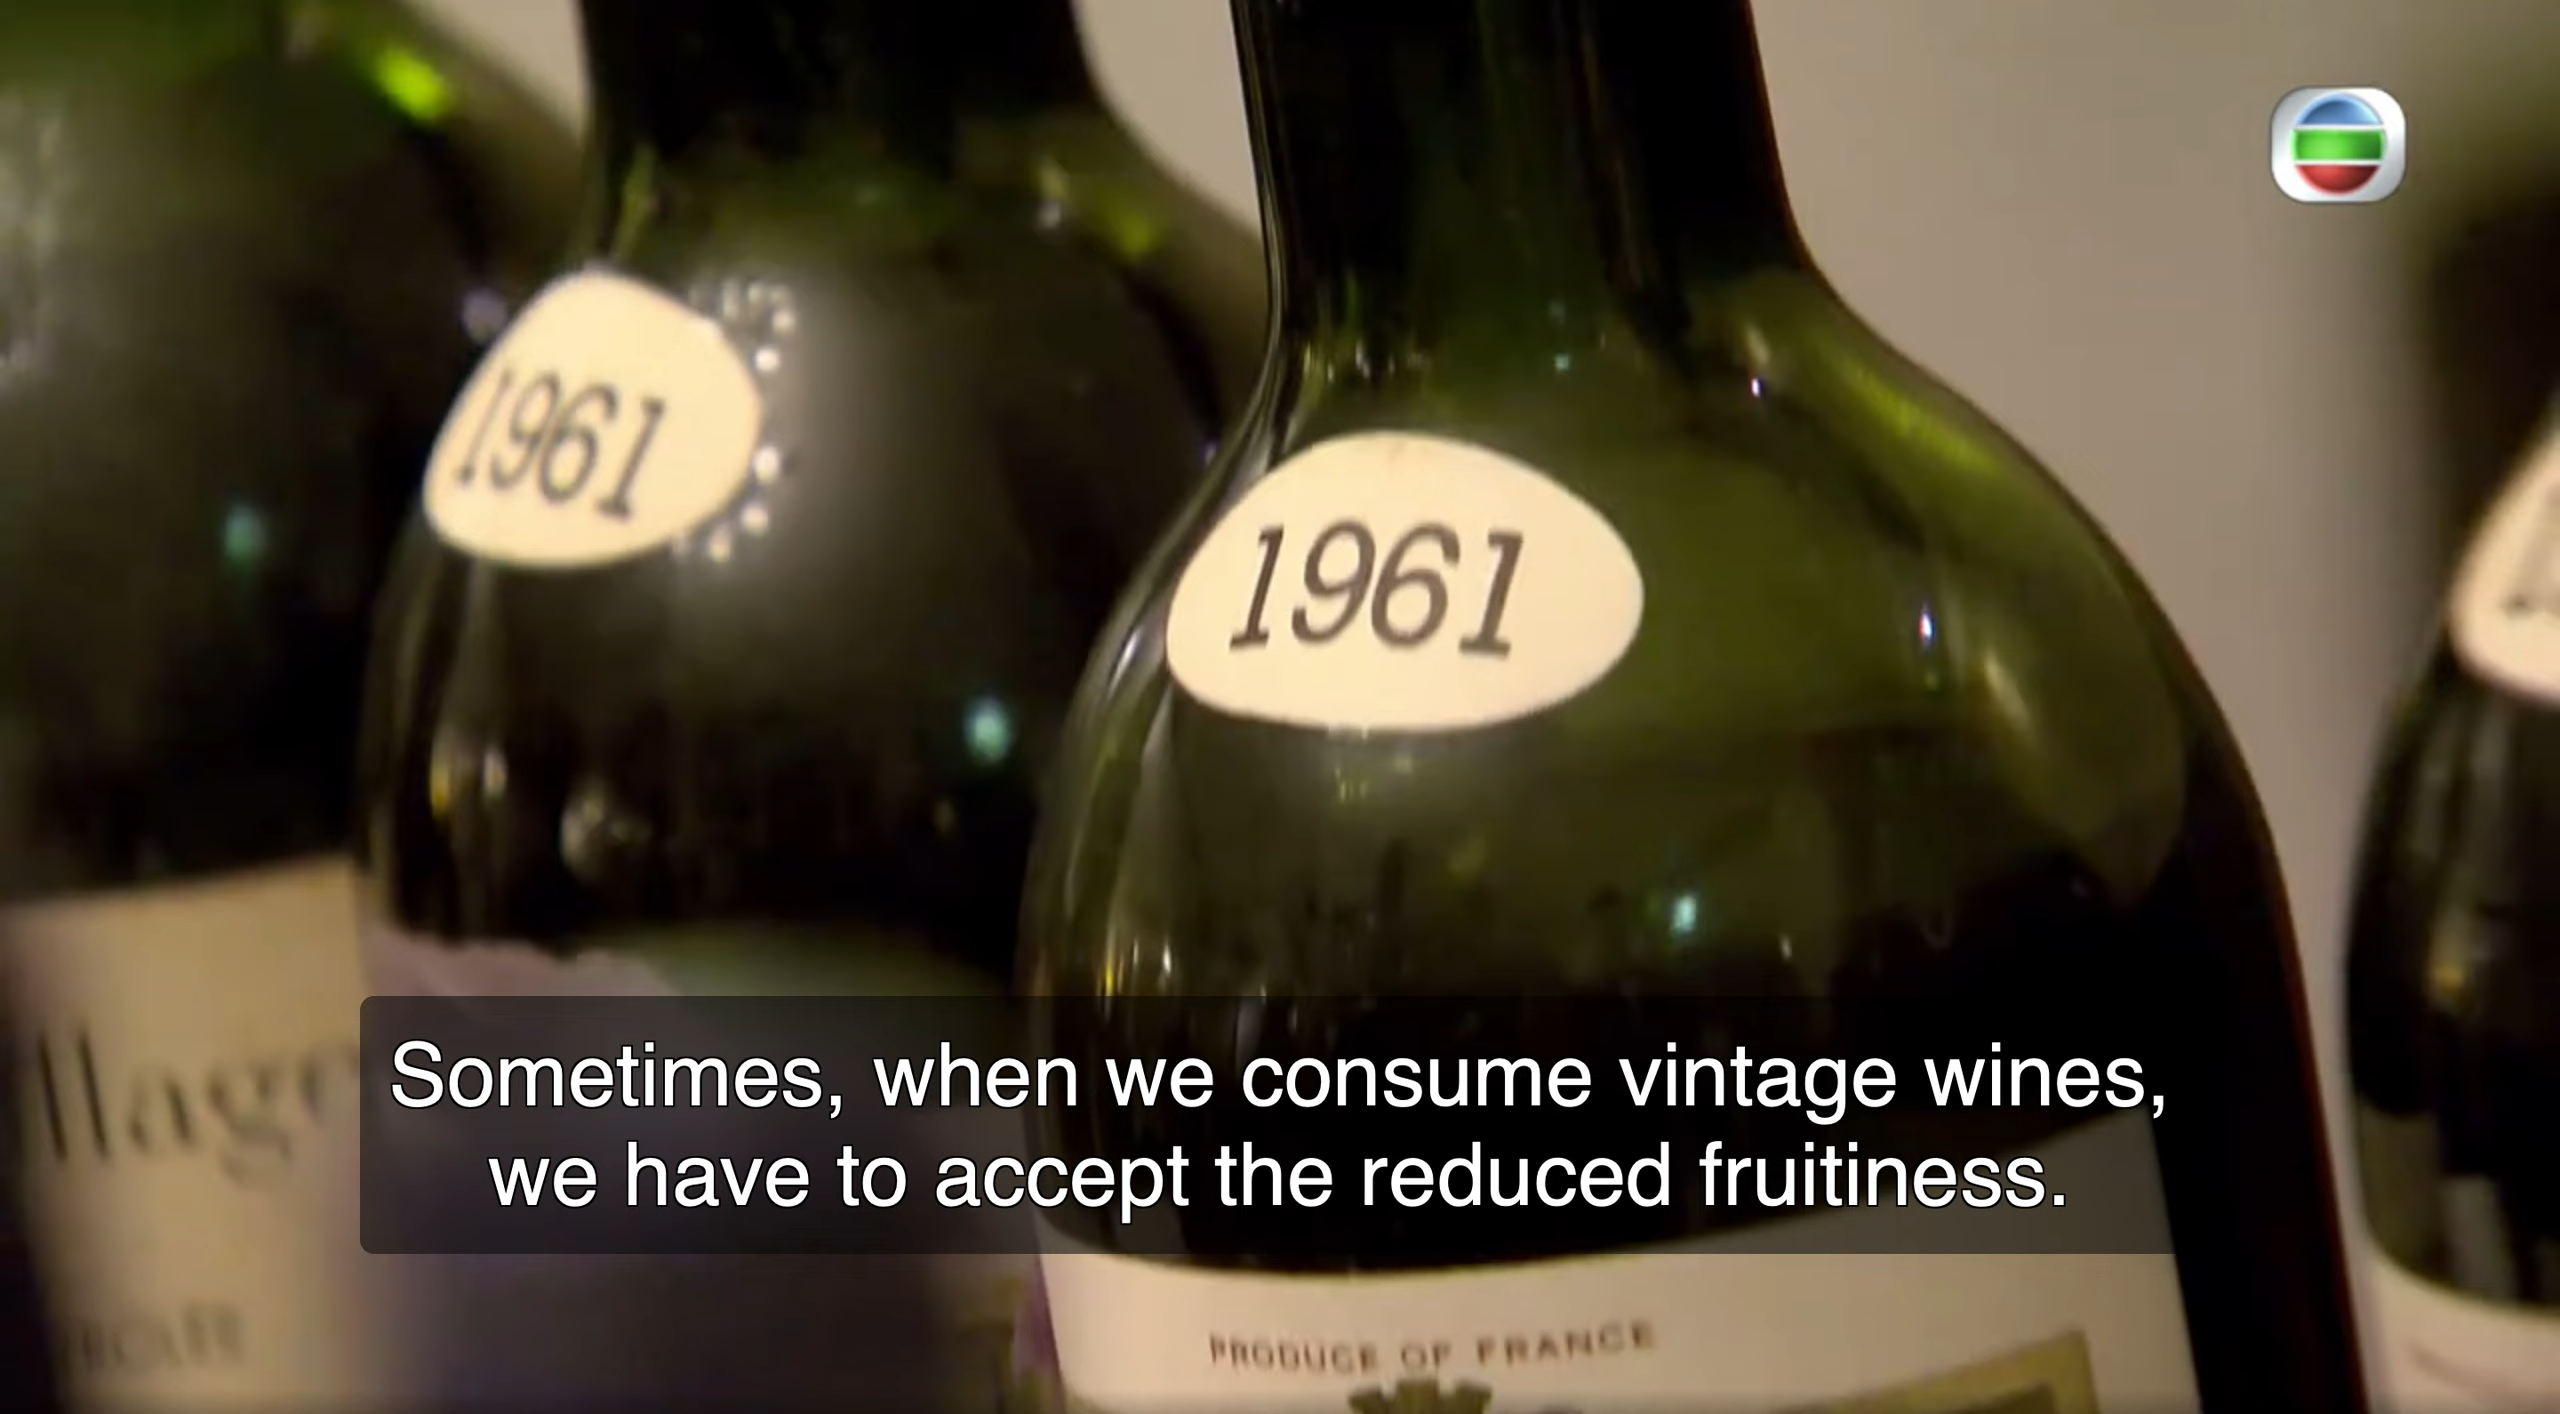 1961
1961
Sometimes, when we consume vintage wines,
we have to accept the reduced fruitiness.
PRODUCE OF FRANCE